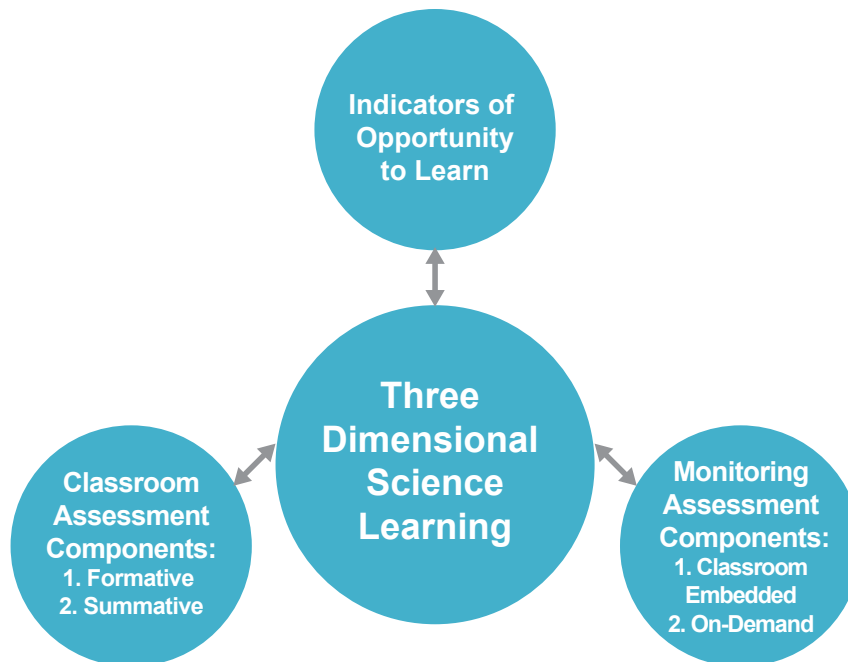 Indicators of
Opportunity
to Learn
Three
Dimensional
Science
Learning
Classroom
Assessment
Components:
1. Formative
2. Summative
Monitoring
Assessment
Components:
1. Classroom
Embedded
2. On-Demand